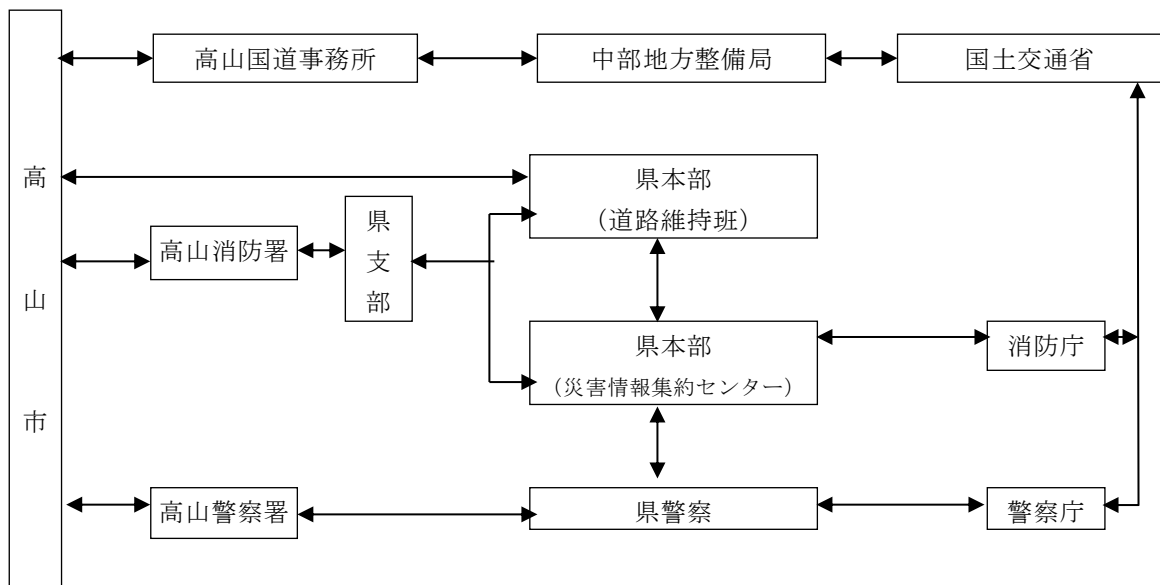 高山市
高山国道事務所
中部地方整備局
国土交通省
県本部
（道路維持班）
県支部
高山消防署
県本部
（災害情報集約センター）
消防庁
高山警察署
県警察
警察庁